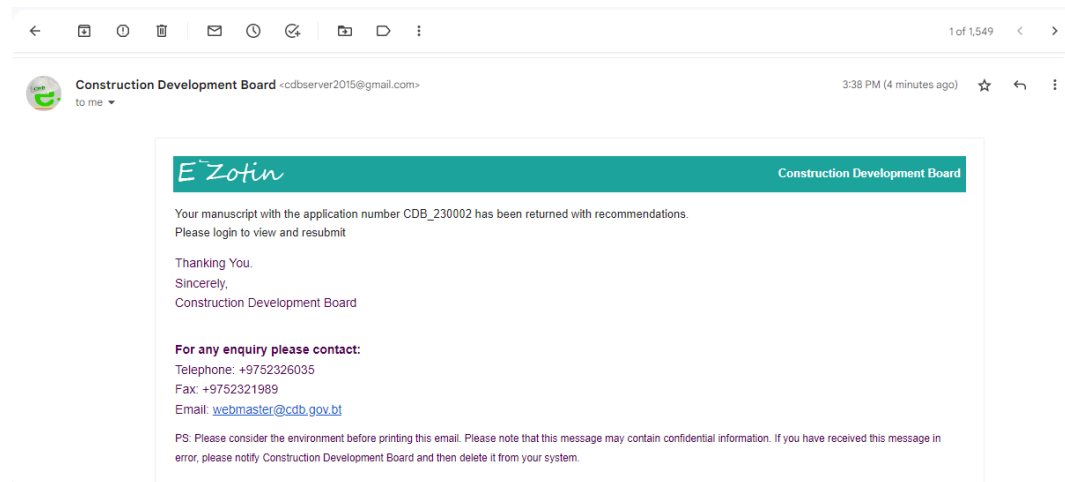 1 of 1,549
Construction Development Board <cdbserver2015@gmail.com>
3:38 PM (4 minutes ago)
to me
E Zotin
Construction Development Board
Your manuscript with the application number CDB_230002 has been returned with recommendations.
Please login to view and resubmit
Thanking You.
Sincerely,
Construction Development Board
For any enquiry please contact:
Telephone: +9752326035
Fax: +9752321989
Email: webmaster@cdb.gov.bt
PS: Please consider the environment before printing this email. Please note that this message may contain confidential information. If you have received this message in
error, please notify Construction Development Board and then delete it from your system.